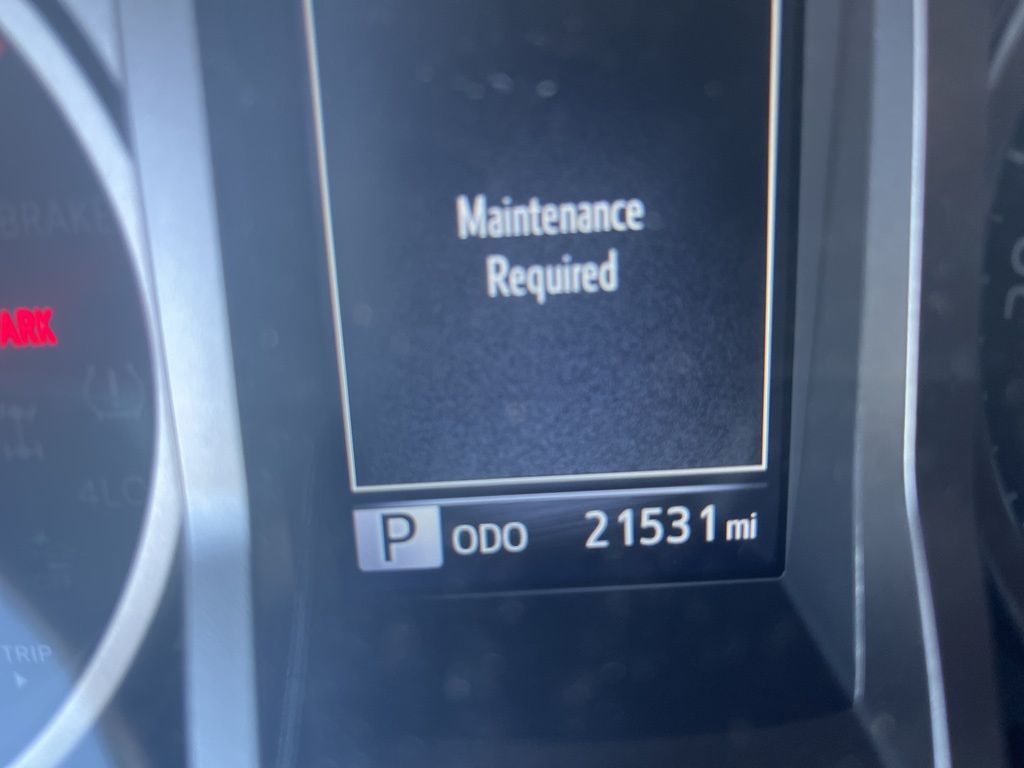 Maintenance
Required
BRAKE
ARK
4LO
P ODO 21531 mi
TRIP